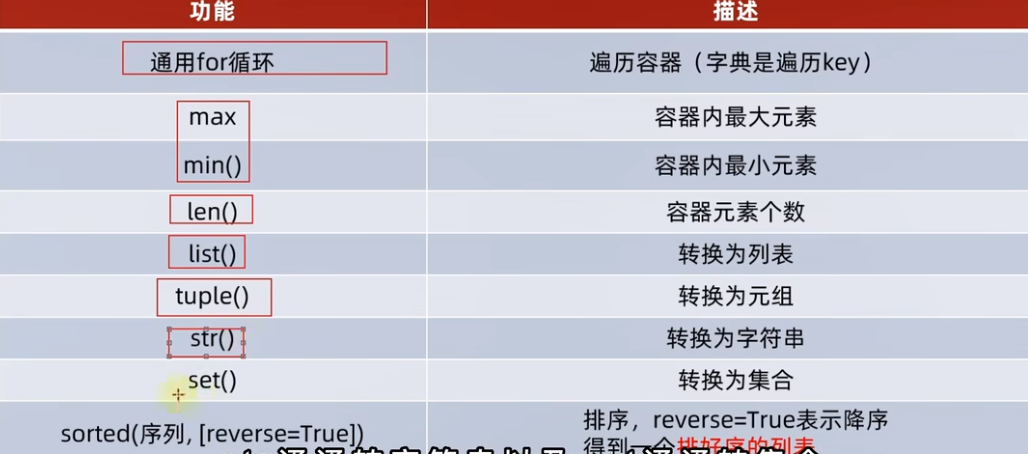 功能 描述
通用for循环 遍历容器（字典是遍历key）
max 容器内最大元素
min() 容器内最小元素
len() 容器元素个数
list() 转换为列表
tuple() 转换为元组
str() 转换为字符串
set() 转换为集合
sorted(序列, [reverse=True]) 排序，reverse=True表示降序
得到一个排好序的列表